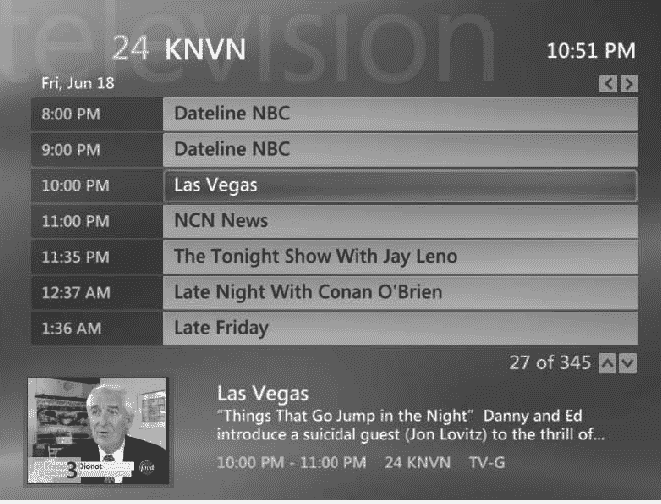 television
24 KNVN 10:51 PM
Fri, Jun 18
8:00 PM Dateline NBC
9:00 PM Dateline NBC
10:00 PM Las Vegas
11:00 PM NCN News
11:35 PM The Tonight Show With Jay Leno
12:37 AM Late Night With Conan O'Brien
1:36 AM Late Friday
27 of 345
Las Vegas
"Things That Go Jump in the Night" Danny and Ed
introduce a suicidal guest (Jon Lovitz) to the thrill of...
10:00 PM - 11:00 PM 24 KNVN TV-G
3